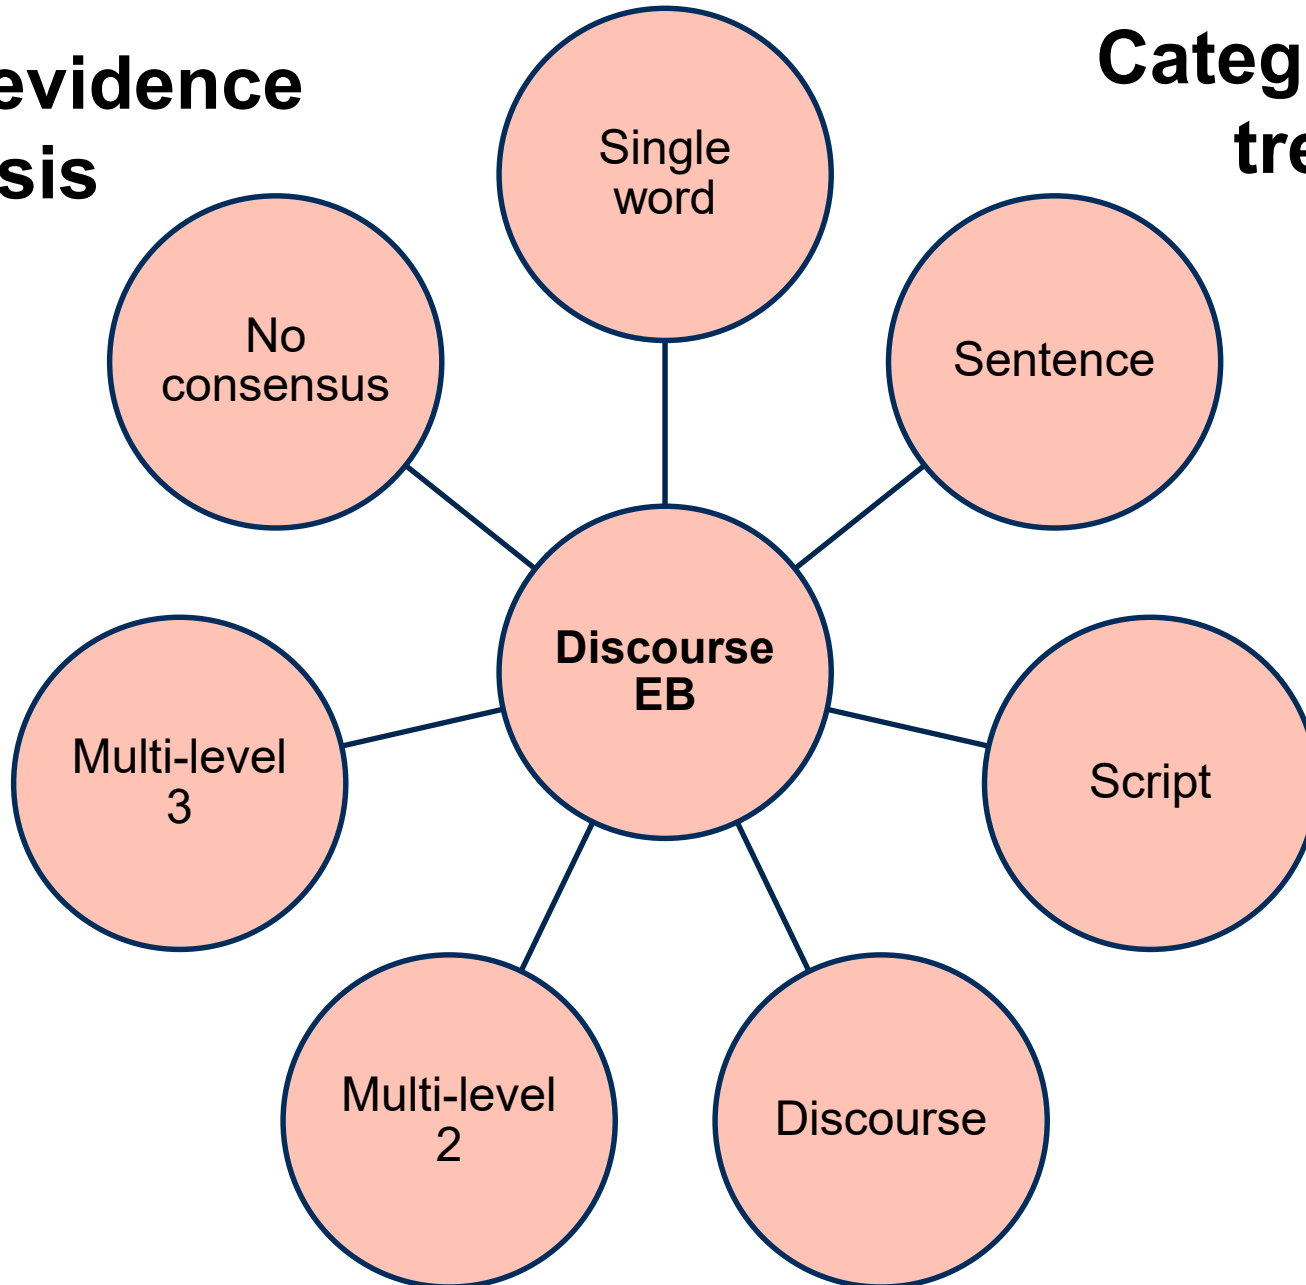 evidence
sis
Categ
tre
Single
word
No
consensus
Sentence
Discourse
EB
Multi-level
3
Script
Multi-level
2
Discourse